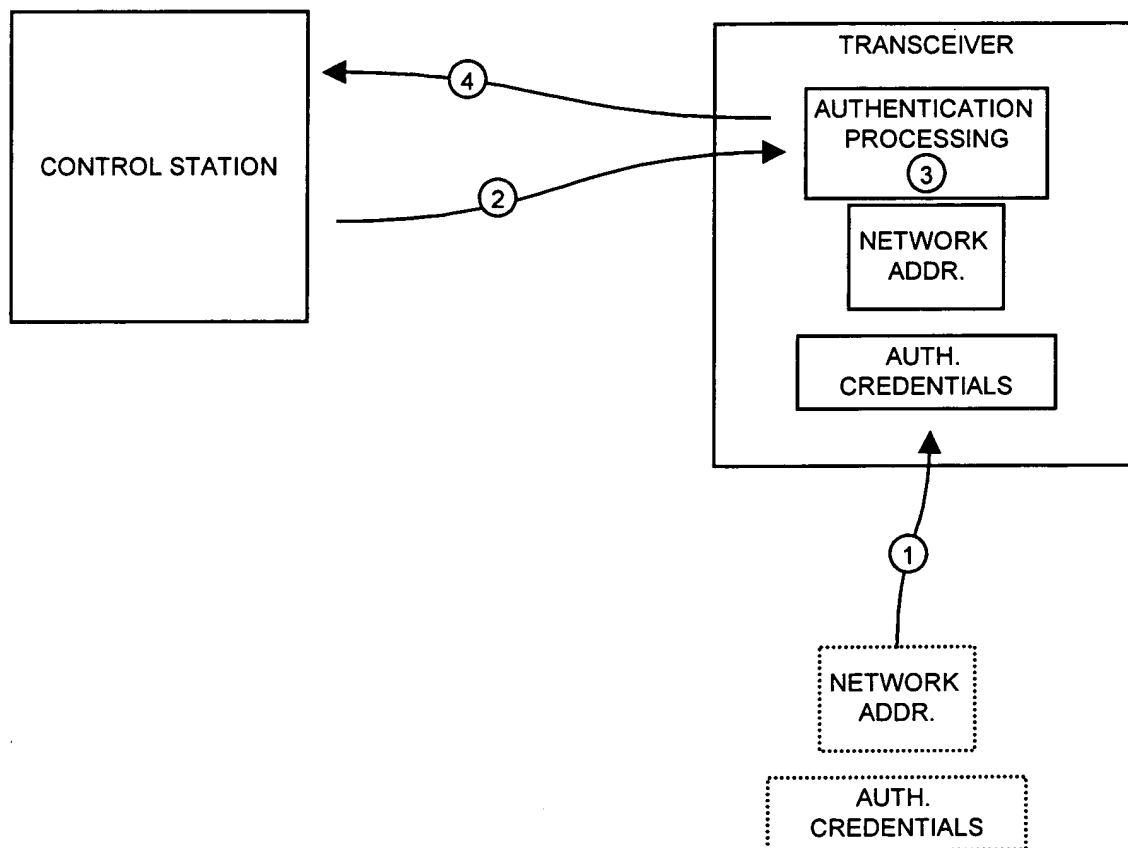 CONTROL STATION
4
2
TRANSCEIVER
AUTHENTICATION
PROCESSING
3
NETWORK
ADDR.
AUTH.
CREDENTIALS
1
NETWORK
ADDR.
AUTH.
CREDENTIALS